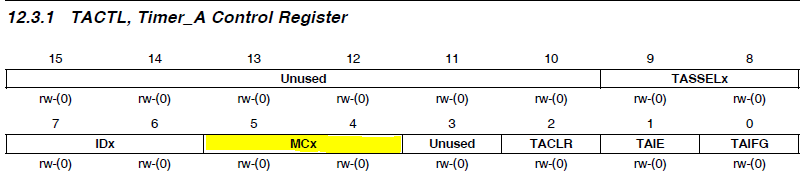 12.3.1 TACTL, Timer_A Control Register
15 14 13 12 11 10 9 8
Unused TASSELx
rw-(0) rw-(0) rw-(0) rw-(0) rw-(0) rw-(0) rw-(0) rw-(0)
7 6 5 4 3 2 1 0
IDx MCx Unused TACLR TAIE TAIFG
rw-(0) rw-(0) rw-(0) rw-(0) rw-(0) rw-(0) rw-(0) rw-(0)